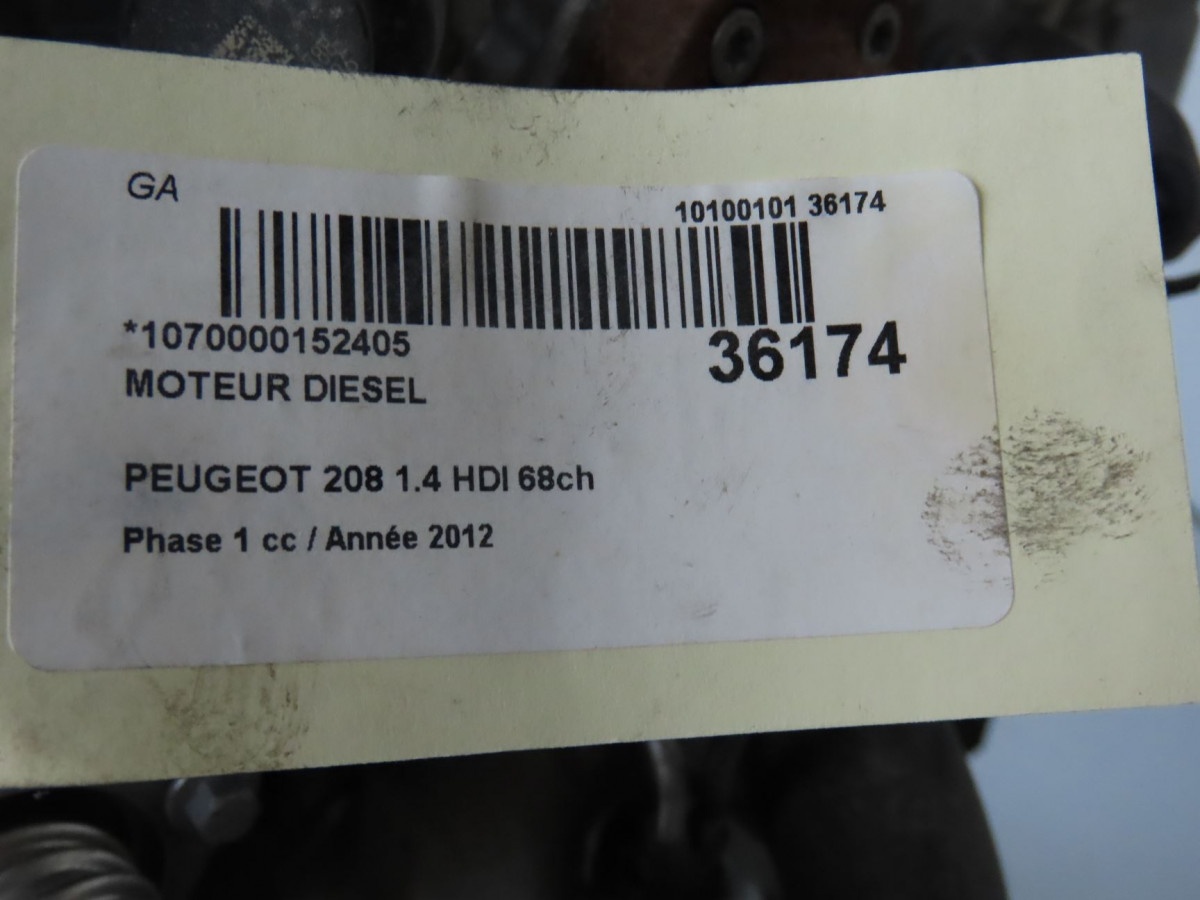 GA
10100101 36174
*1070000152405
36174
MOTEUR DIESEL
PEUGEOT 208 1.4 HDI 68ch
Phase 1 cc / Année 2012